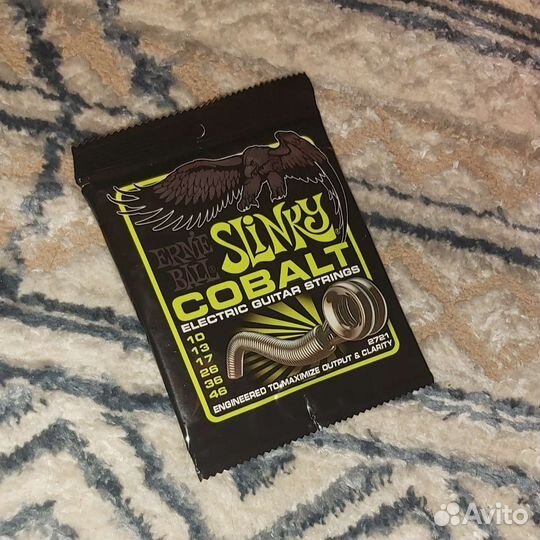 ERNIE
BALL
SLINKY
COBALT
ELECTRIC GUITAR STRINGS
10
13
17
26
36
46
2721
ENGINEERED TO MAXIMIZE OUTPUT & CLARITY
Avito